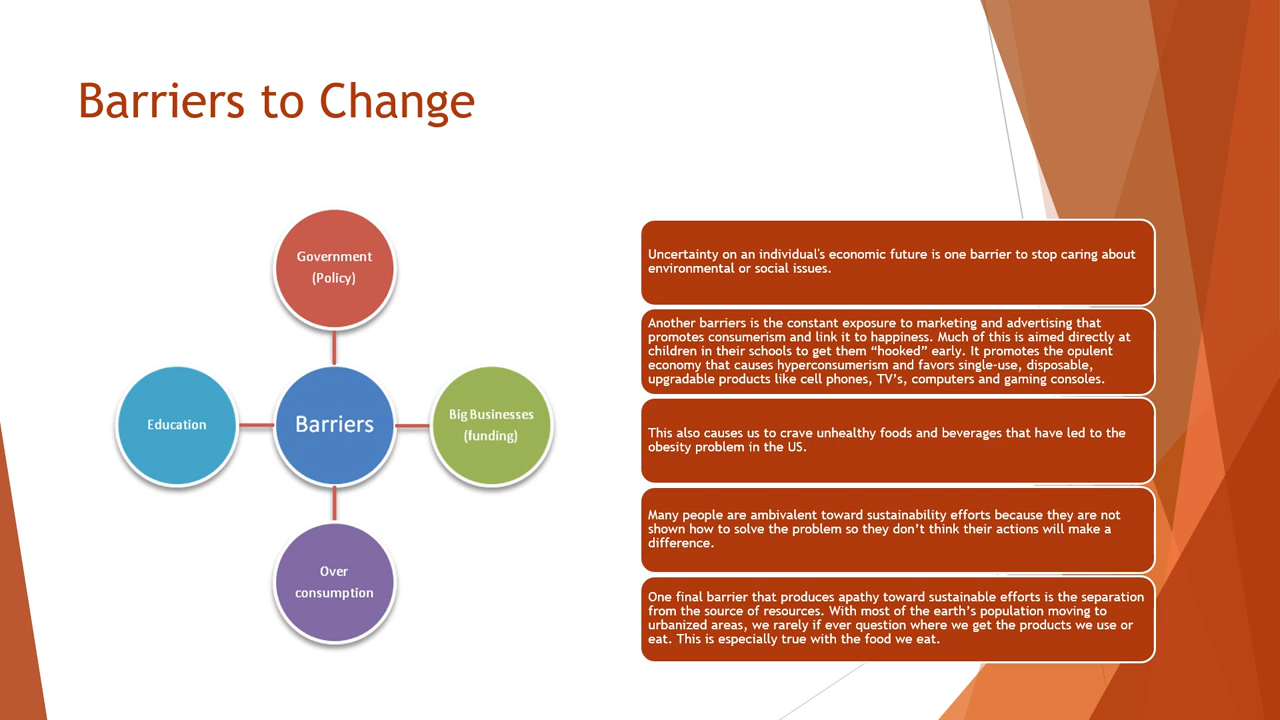 Barriers to Change
Government
(Policy)
Education
Barriers
Big Businesses
(funding)
Over
consumption
Uncertainty on an individual's economic future is one barrier to stop caring about
environmental or social issues.
Another barriers is the constant exposure to marketing and advertising that
promotes consumerism and link it to happiness. Much of this is aimed directly at
children in their schools to get them “hooked” early. It promotes the opulent
economy that causes hyperconsumerism and favors single-use, disposable,
upgradable products like cell phones, TV’s, computers and gaming consoles.
This also causes us to crave unhealthy foods and beverages that have led to the
obesity problem in the US.
Many people are ambivalent toward sustainability efforts because they are not
shown how to solve the problem so they don’t think their actions will make a
difference.
One final barrier that produces apathy toward sustainable efforts is the separation
from the source of resources. With most of the earth’s population moving to
urbanized areas, we rarely if ever question where we get the products we use or
eat. This is especially true with the food we eat.